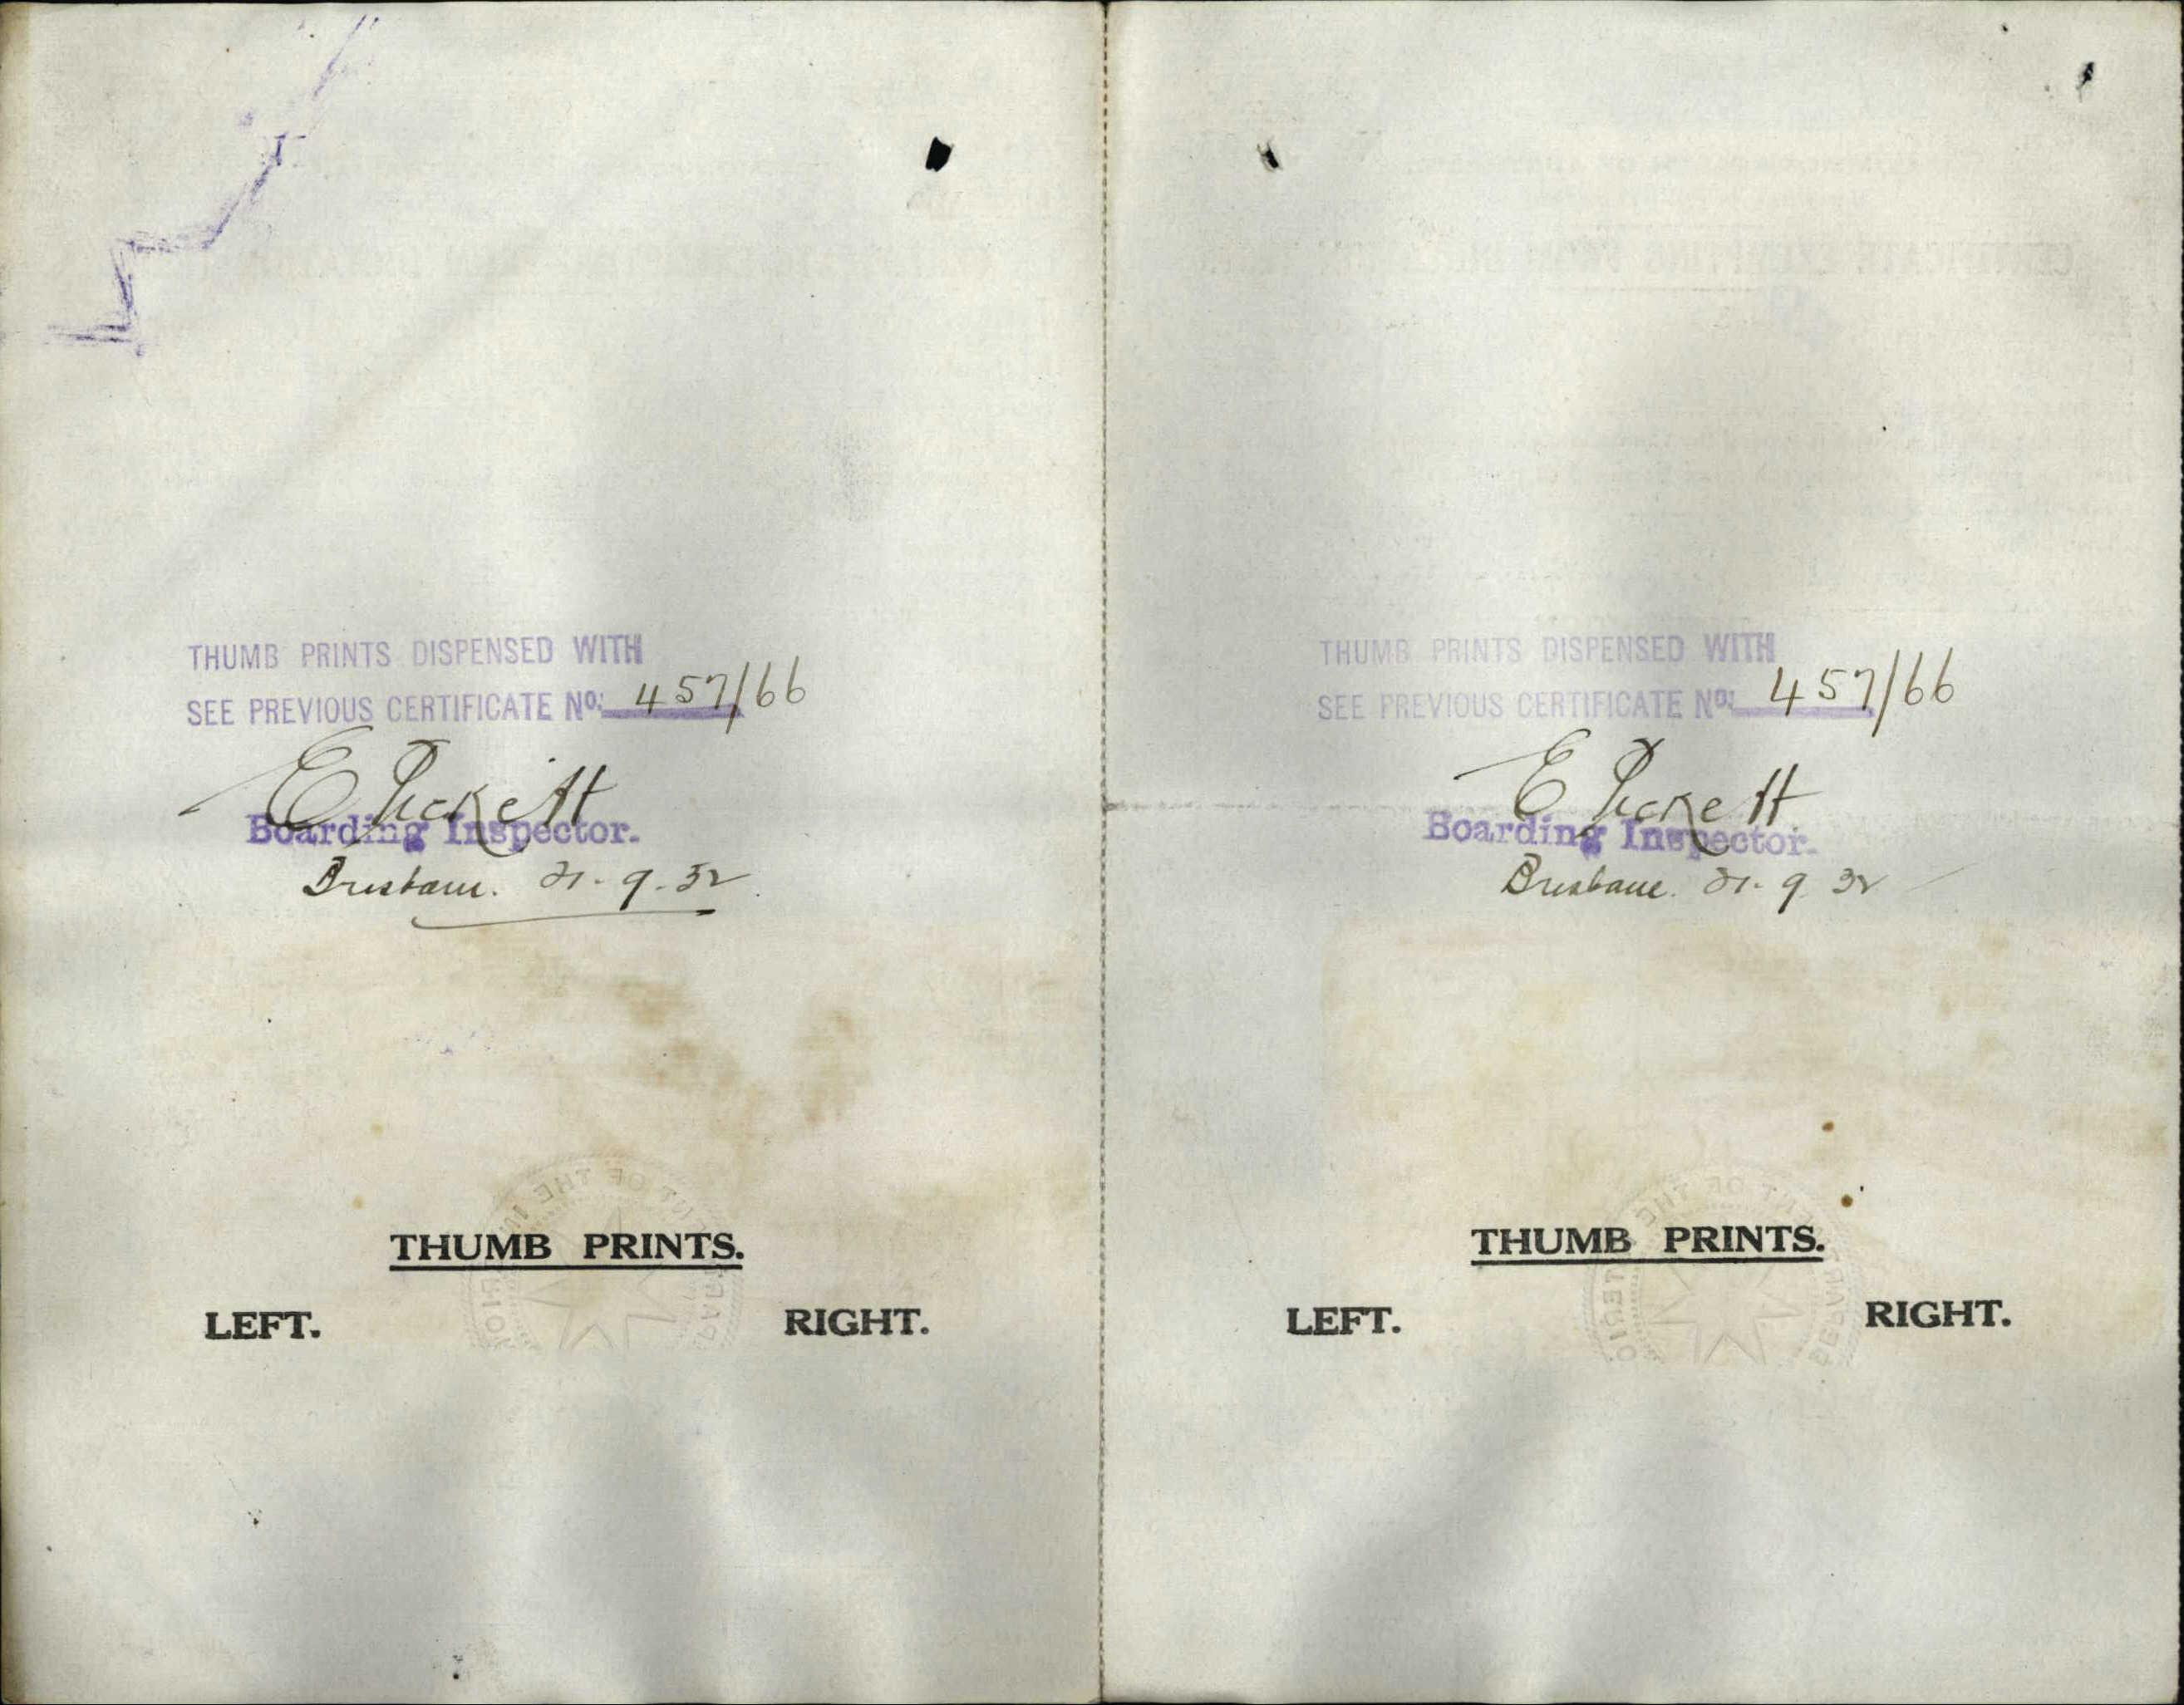 THUMB PRINTS DISPENSED WITH
SEE PREVIOUS CERTIFICATE No: 457/66
E Pickett
Boarding Inspector.
Brisbane. 21-9-32
THUMB PRINTS.
LEFT. RIGHT.
THUMB PRINTS DISPENSED WITH
SEE PREVIOUS CERTIFICATE No: 457/66
E Pickett
Boarding Inspector.
Brisbane. 21-9 32
THUMB PRINTS.
LEFT. RIGHT.